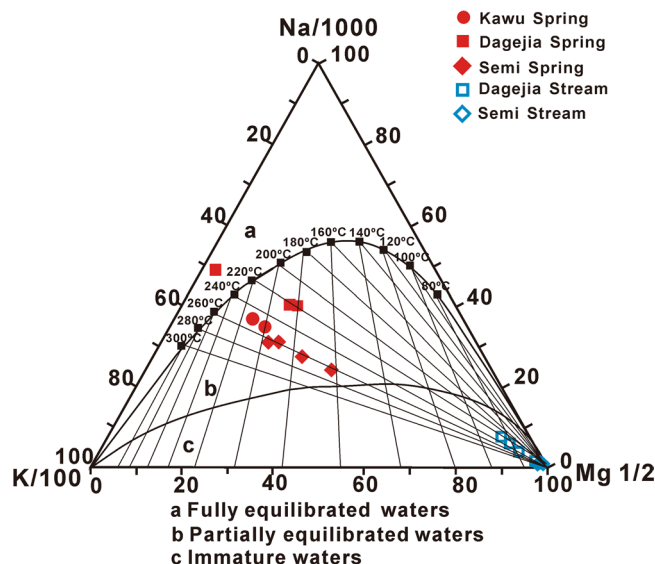 Kawu Spring
Dagejia Spring
Semi Spring
Dagejia Stream
Semi Stream
Na/1000
0 100
20 80
40 60
a
160ºC 140ºC
180ºC 120ºC
200ºC 100ºC
220ºC 80ºC
240ºC
60 40
260ºC
280ºC
300ºC
80 20
b
c
100 0
K/100 Mg 1/2
0 20 40 60 80 100
a Fully equilibrated waters
b Partially equilibrated waters
c Immature waters